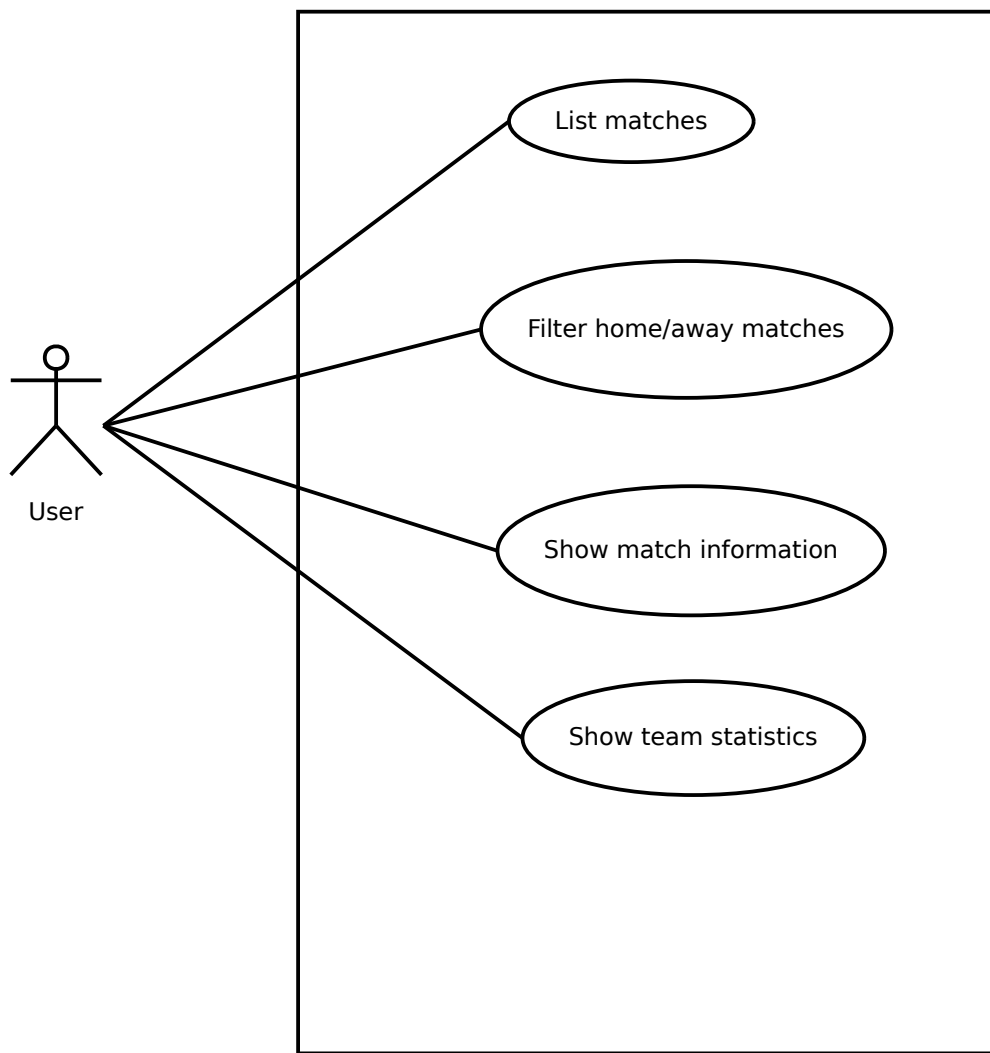 List matches
Filter home/away matches
User
Show match information
Show team statistics